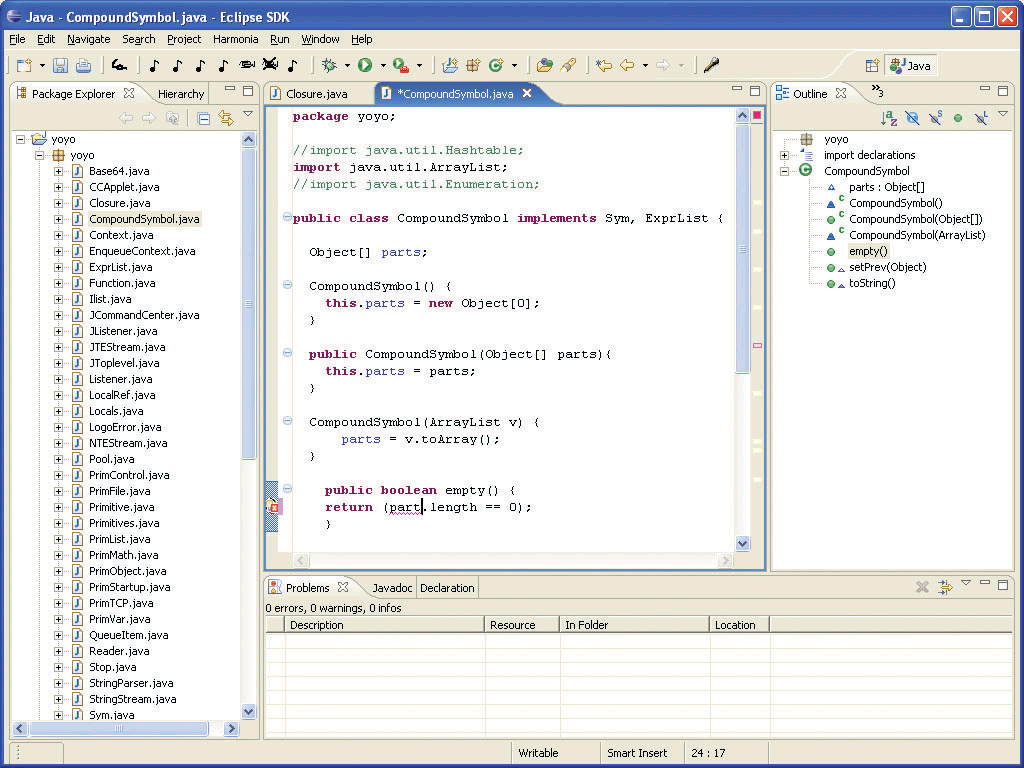 Java - CompoundSymbol.java - Eclipse SDK
File Edit Navigate Search Project Harmonia Run Window Help
Java
Package Explorer Hierarchy
yoyo
yoyo
Base64.java
CCApplet.java
Closure.java
CompoundSymbol.java
Context.java
EnqueueContext.java
ExprList.java
Function.java
Ilist.java
JCommandCenter.java
JListener.java
JTEStream.java
JToplevel.java
Listener.java
LocalRef.java
Locals.java
LogoError.java
NTEStream.java
Pool.java
PrimControl.java
PrimFile.java
Primitive.java
Primitives.java
PrimList.java
PrimMath.java
PrimObject.java
PrimStartup.java
PrimTCP.java
PrimVar.java
QueueItem.java
Reader.java
Stop.java
StringParser.java
StringStream.java
Sym.java
Closure.java *CompoundSymbol.java
package yoyo;
//import java.util.Hashtable;
import java.util.ArrayList;
//import java.util.Enumeration;
public class CompoundSymbol implements Sym, ExprList {
Object[] parts;
CompoundSymbol() {
this.parts = new Object[0];
}
public CompoundSymbol(Object[] parts){
this.parts = parts;
}
CompoundSymbol(ArrayList v) {
parts = v.toArray();
}
public boolean empty() {
return (part.length == 0);
}
Outline »3
yoyo
import declarations
CompoundSymbol
parts : Object[]
CompoundSymbol()
CompoundSymbol(Object[])
CompoundSymbol(ArrayList)
empty()
setPrev(Object)
toString()
Problems Javadoc Declaration
0 errors, 0 warnings, 0 infos
Description Resource In Folder Location
Writable Smart Insert 24 : 17